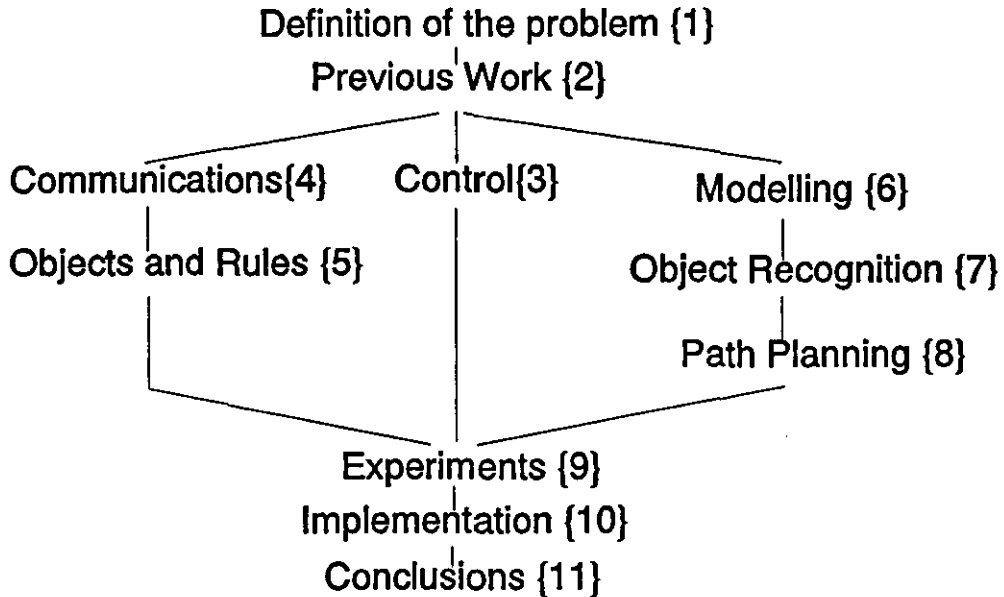 Definition of the problem {1}
Previous Work {2}
Communications{4}
Control{3}
Modelling {6}
Objects and Rules {5}
Object Recognition {7}
Path Planning {8}
Experiments {9}
Implementation {10}
Conclusions {11}